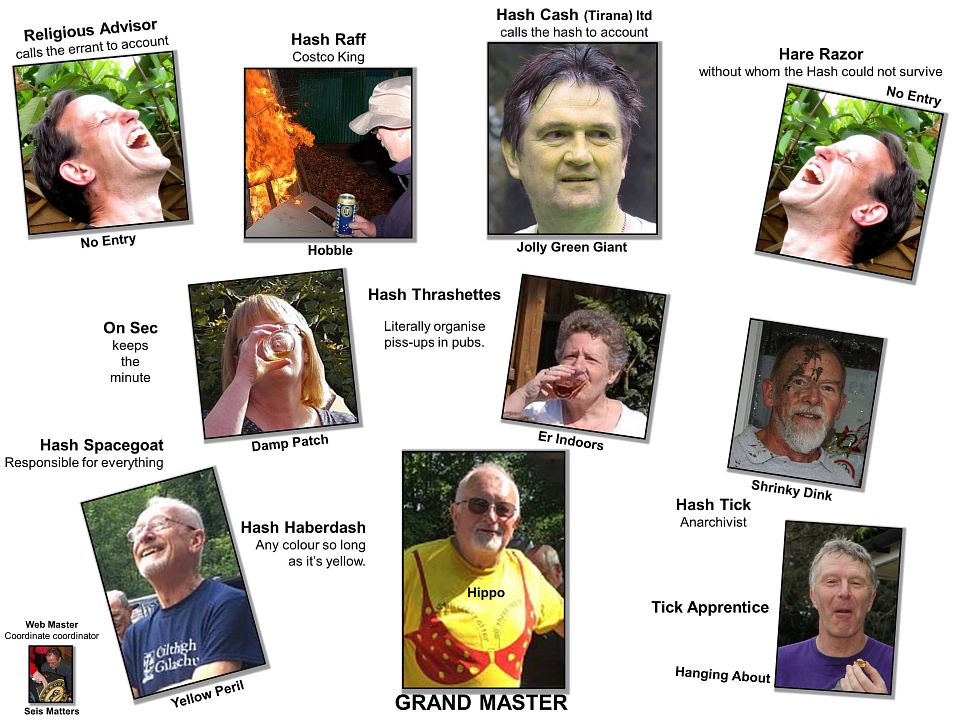 Religious Advisor
calls the errant to account
No Entry
Hash Raff
Costco King
Hobble
Hash Cash (Tirana) ltd
calls the hash to account
Jolly Green Giant
Hare Razor
without whom the Hash could not survive
No Entry
On Sec
keeps
the
minute
Damp Patch
Hash Thrashettes
Literally organise
piss-ups in pubs.
Er Indoors
Shrinky Dink
Hash Tick
Anarchivist
Hash Spacegoat
Responsible for everything
Hash Haberdash
Any colour so long
as it's yellow.
Yellow Peril
Hippo
GRAND MASTER
Tick Apprentice
Hanging About
Web Master
Coordinate coordinator
Seis Matters